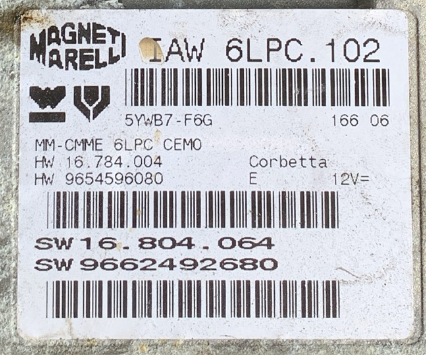 MAGNETI
MARELLI
IAW 6LPC.102
5YWB7-F6G 166 06
MM-CMME 6LPC CEMO
HW 16.784.004 Corbetta
HW 9654596080 E 12V=
SW 16.804.064
SW 9662492680